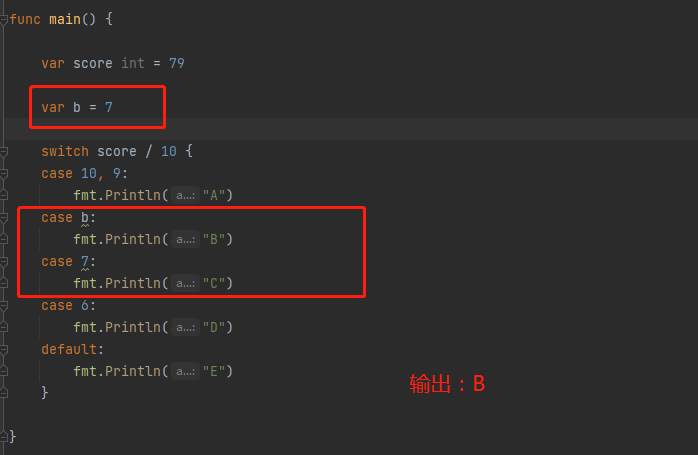 func main() {
var score int = 79
var b = 7
switch score / 10 {
case 10, 9:
fmt.Println( a…: "A")
case b:
fmt.Println( a…: "B")
case 7:
fmt.Println( a…: "C")
case 6:
fmt.Println( a…: "D")
default:
fmt.Println( a…: "E")
}
输出：B
}